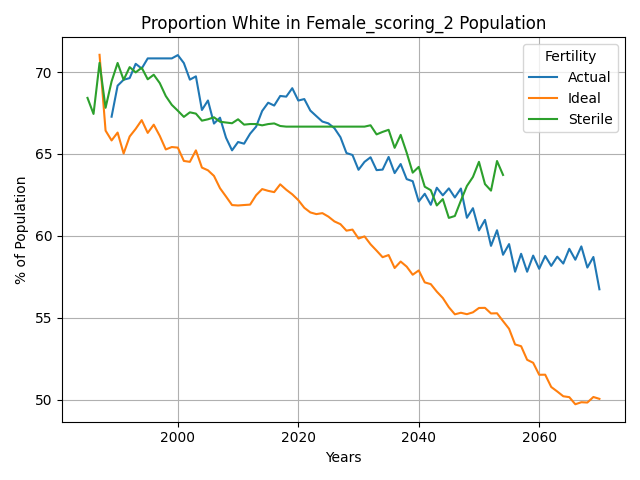 Proportion White in Female_scoring_2 Population
Fertility
Actual
Ideal
Sterile
% of Population
70
65
60
55
50
2000
2020
2040
2060
Years